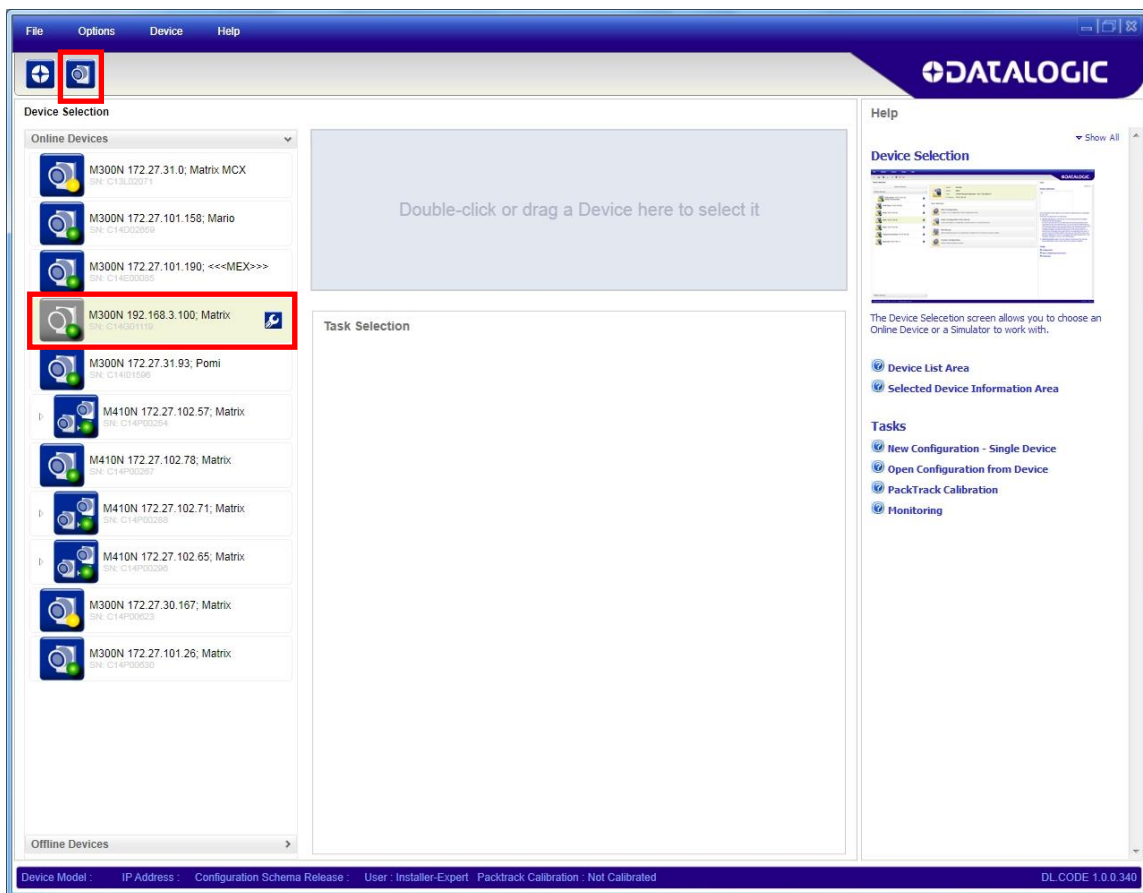 File Options Device Help
DATALOGIC
Device Selection
Online Devices
M300N 172.27.31.0; Matrix MCX
SN: C13L02071
M300N 172.27.101.158; Mario
SN: C14D02659
M300N 172.27.101.190; <<<MEX>>>
SN: C14E00085
M300N 192.168.3.100; Matrix
SN: C14G01119
M300N 172.27.31.93; Pomi
SN: C14I01596
M410N 172.27.102.57; Matrix
SN: C14P00264
M410N 172.27.102.78; Matrix
SN: C14P00267
M410N 172.27.102.71; Matrix
SN: C14P00288
M410N 172.27.102.65; Matrix
SN: C14P00296
M300N 172.27.30.167; Matrix
SN: C14P00623
M300N 172.27.101.26; Matrix
SN: C14P00630
Offline Devices
Double-click or drag a Device here to select it
Task Selection
Help
Show All
Device Selection
The Device Selecetion screen allows you to choose an
Online Device or a Simulator to work with.
Device List Area
Selected Device Information Area
Tasks
New Configuration - Single Device
Open Configuration from Device
PackTrack Calibration
Monitoring
Device Model : IP Address : Configuration Schema Release : User : Installer-Expert Packtrack Calibration : Not Calibrated DL.CODE 1.0.0.340